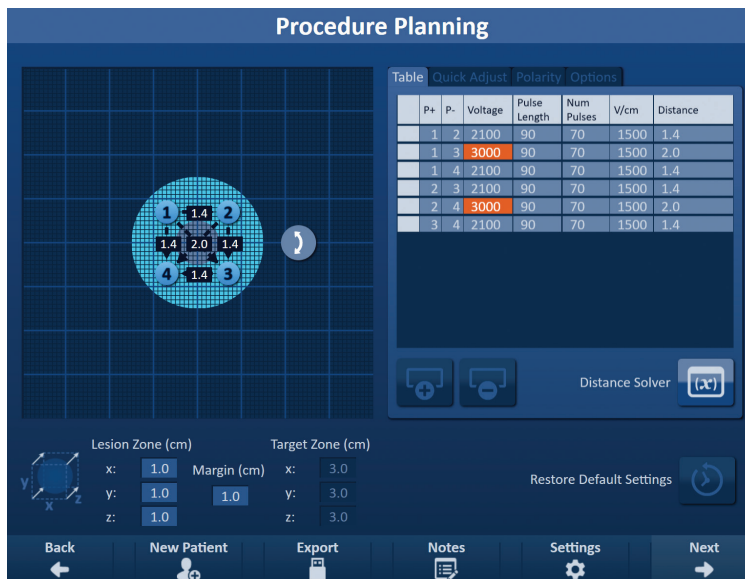 Procedure Planning
Table Quick Adjust Polarity Options
P+ P- Voltage Pulse Length Num Pulses V/cm Distance
1 2 2100 90 70 1500 1.4
1 3 3000 90 70 1500 2.0
1 4 2100 90 70 1500 1.4
2 3 2100 90 70 1500 1.4
2 4 3000 90 70 1500 2.0
3 4 2100 90 70 1500 1.4
1 1.4 2
1.4 2.0 1.4
4 1.4 3
Distance Solver (x)
Lesion Zone (cm) Target Zone (cm)
x: 1.0 Margin (cm) x: 3.0
y: 1.0 1.0 y: 3.0
z: 1.0 z: 3.0
y x z
Restore Default Settings
Back New Patient Export Notes Settings Next